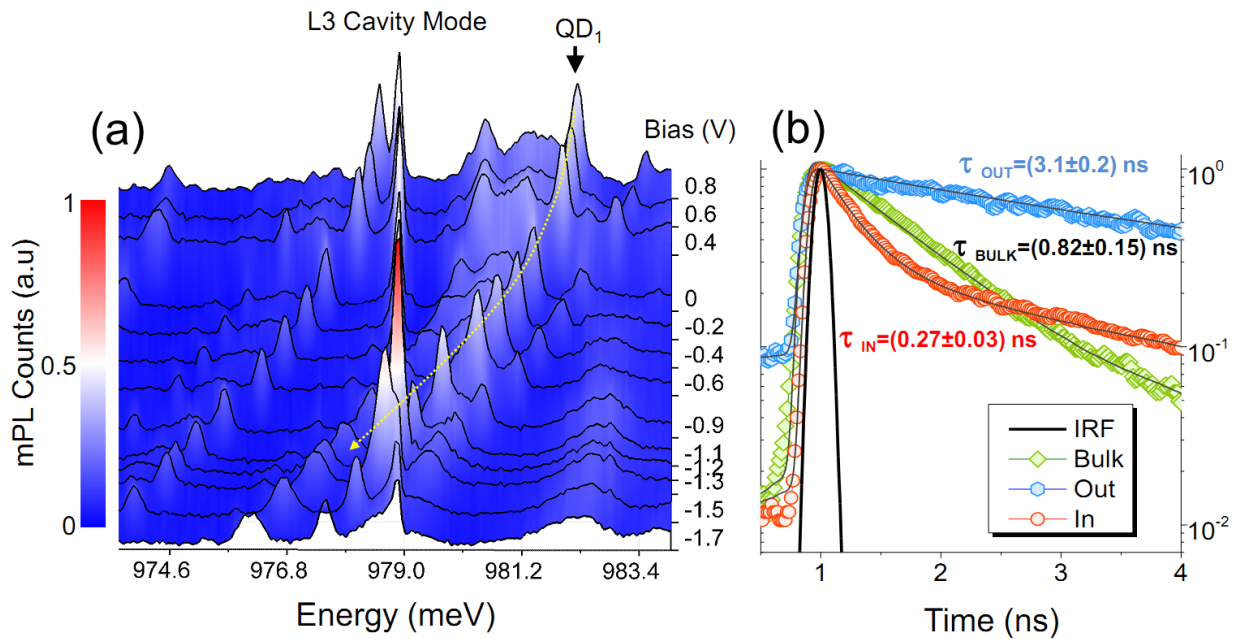 L3 Cavity Mode
QD₁
(a)
Bias (V)
0.8
0.6
0.4
0
-0.2
-0.4
-0.6
-0.9
-1.1
-1.2
-1.3
-1.5
-1.7
1
0.5
0
mPL Counts (a.u)
974.6
976.8
979.0
981.2
983.4
Energy (meV)
(b)
τ OUT=(3.1±0.2) ns
τ BULK=(0.82±0.15) ns
τ IN=(0.27±0.03) ns
IRF
Bulk
Out
In
10⁰
10⁻¹
10⁻²
1
2
3
4
Time (ns)